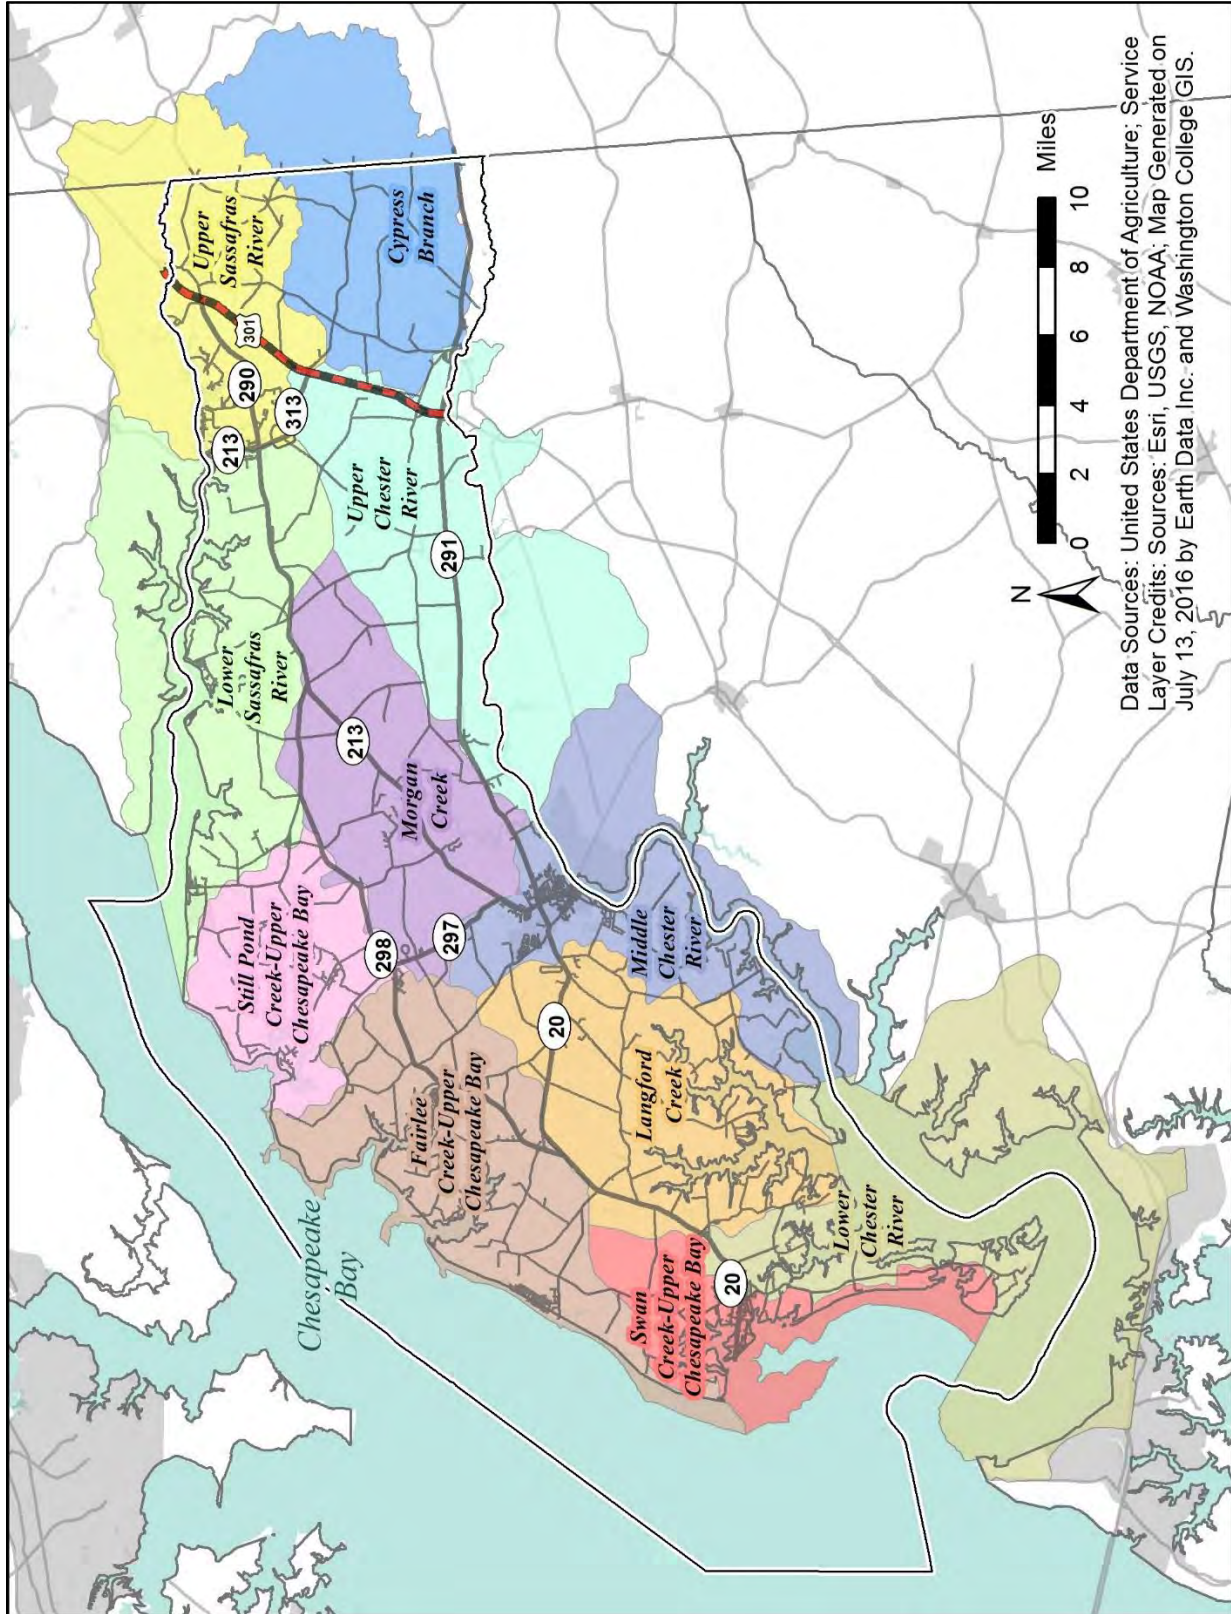 Chesapeake
Bay
Still Pond
Creek-Upper
Chesapeake Bay
Lower
Sassafras
River
Upper
Sassafras
River
213
290
301
313
Cypress
Branch
298
297
213
Morgan
Creek
Upper
Chester
River
291
Fairlee
Creek-Upper
Chesapeake Bay
20
Langford
Creek
Middle
Chester
River
Swan
Creek-Upper
Chesapeake Bay
20
Lower
Chester
River
N
0 2 4 6 8 10
Miles
Data Sources: United States Department of Agriculture; Service
Layer Credits: Sources: Esri, USGS, NOAA; Map Generated on
July 13, 2016 by Earth Data Inc. and Washington College GIS.